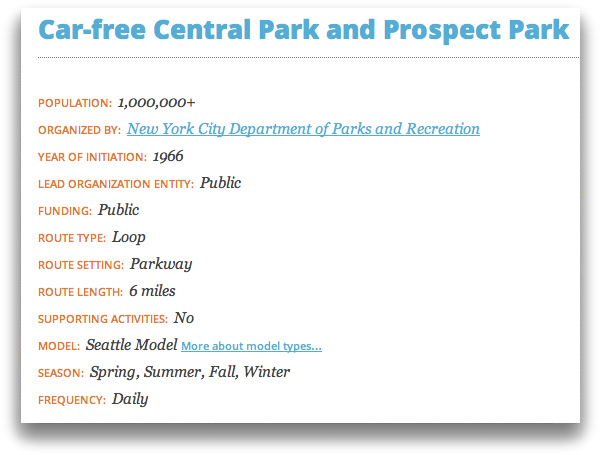 Car-free Central Park and Prospect Park
POPULATION: 1,000,000+
ORGANIZED BY: New York City Department of Parks and Recreation
YEAR OF INITIATION: 1966
LEAD ORGANIZATION ENTITY: Public
FUNDING: Public
ROUTE TYPE: Loop
ROUTE SETTING: Parkway
ROUTE LENGTH: 6 miles
SUPPORTING ACTIVITIES: No
MODEL: Seattle Model More about model types...
SEASON: Spring, Summer, Fall, Winter
FREQUENCY: Daily